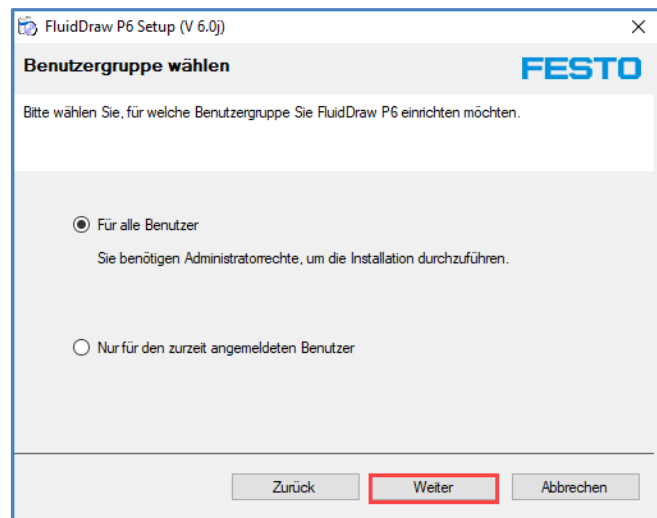 FluidDraw P6 Setup (V 6.0j)
Benutzergruppe wählen
FESTO
Bitte wählen Sie, für welche Benutzergruppe Sie FluidDraw P6 einrichten möchten.
Für alle Benutzer
Sie benötigen Administratorrechte, um die Installation durchzuführen.
Nur für den zurzeit angemeldeten Benutzer
Zurück
Weiter
Abbrechen